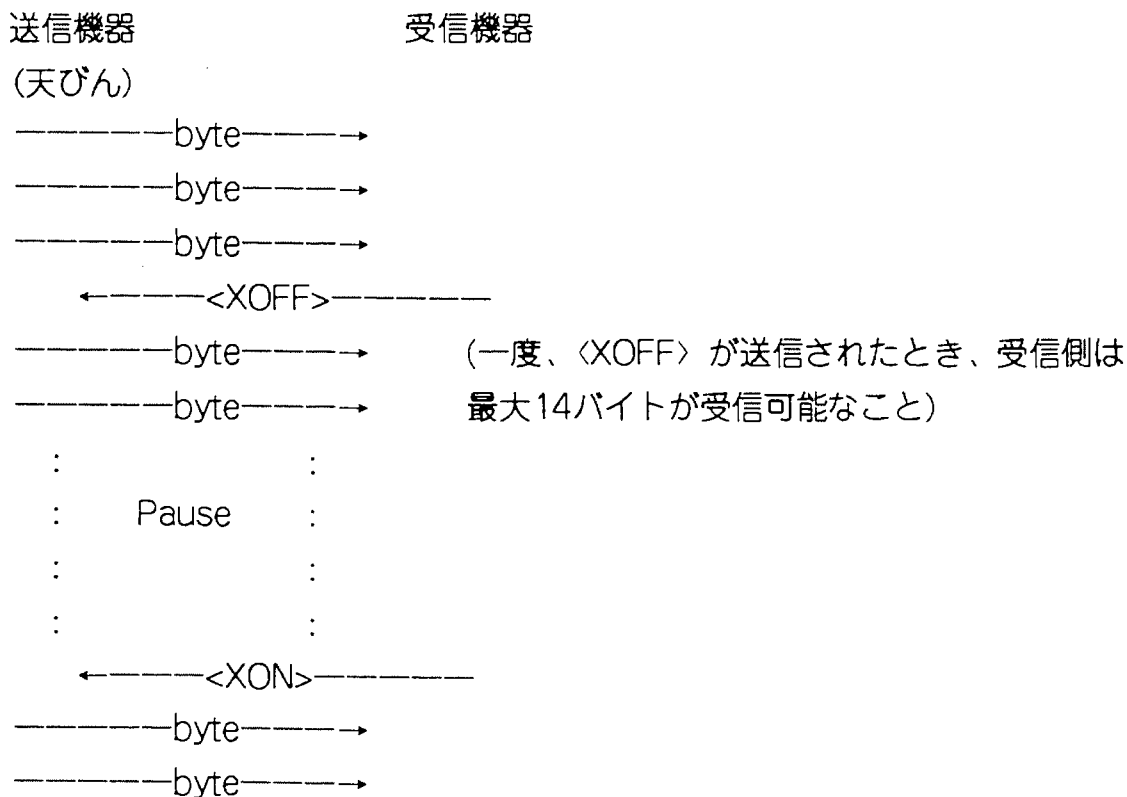 送信機器 受信機器
(天びん)
—————byte————→
—————byte————→
—————byte————→
←————<XOFF>—————
—————byte————→ (一度、〈XOFF〉が送信されたとき、受信側は
—————byte————→ 最大14バイトが受信可能なこと)
: :
: Pause :
: :
: :
←————<XON>—————
—————byte————→
—————byte————→